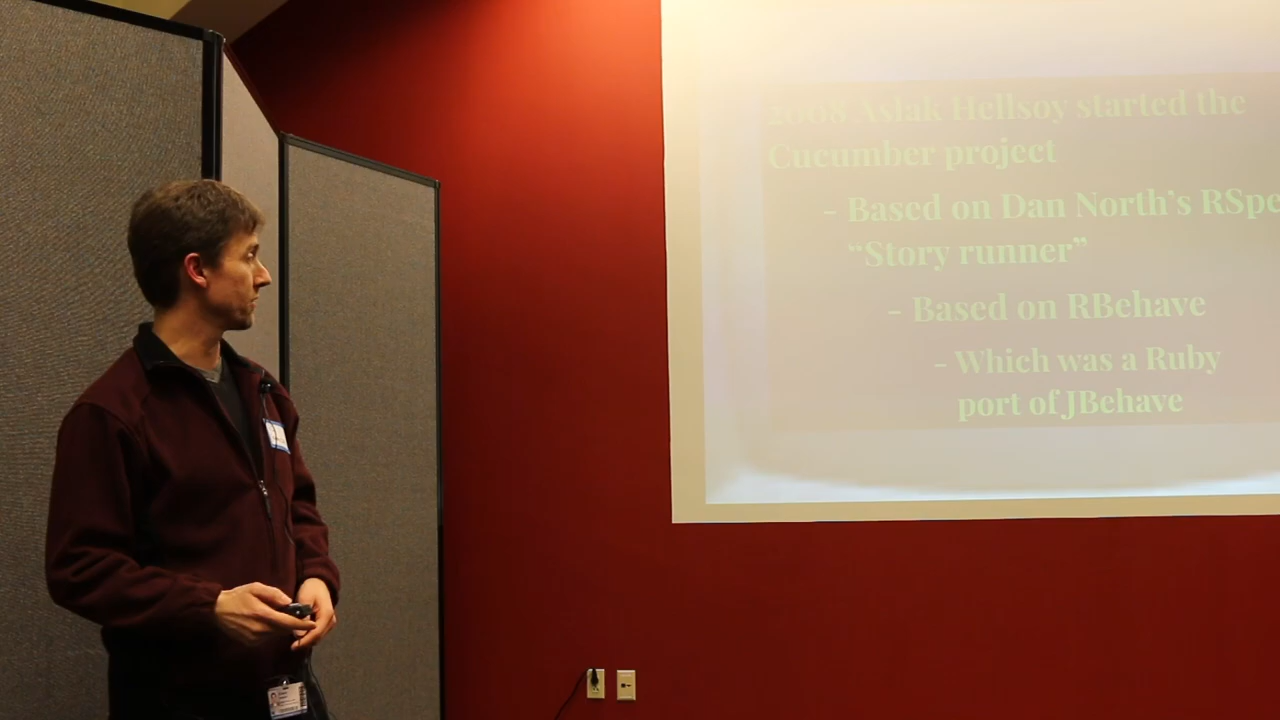 2008 Aslak Hellsoy started the
Cucumber project
- Based on Dan North's RSpe
“Story runner”
- Based on RBehave
- Which was a Ruby
port of JBehave